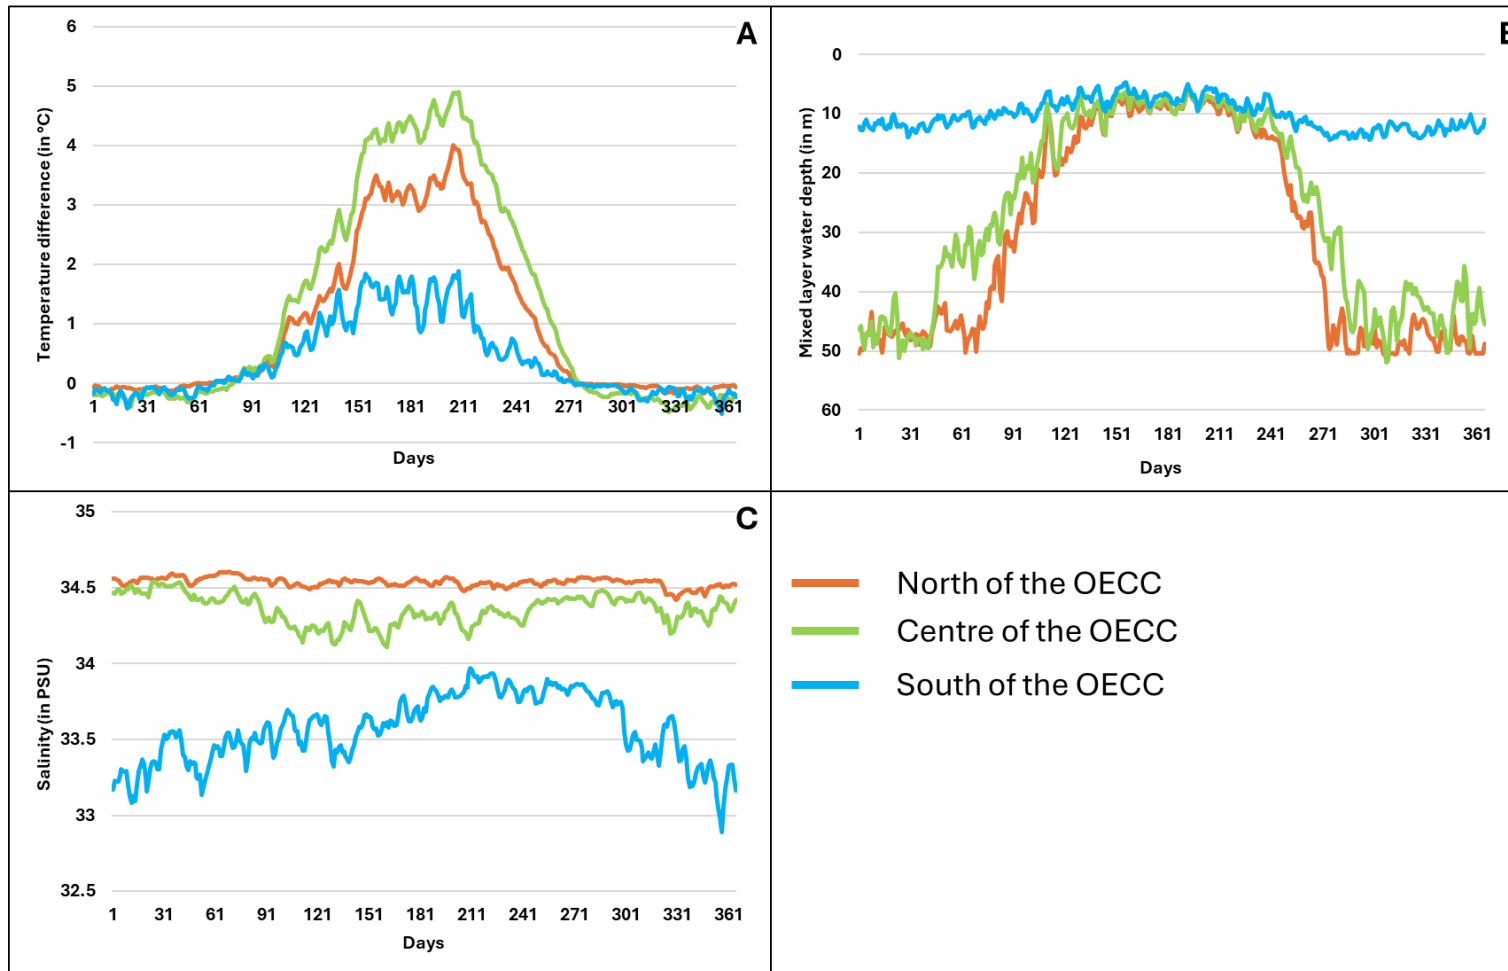 A
6
5
4
3
2
1
0
-1
Temperature difference (in °C)
1 31 61 91 121 151 181 211 241 271 301 331 361
Days
0
10
20
30
40
50
60
Mixed layer water depth (in m)
1 31 61 91 121 151 181 211 241 271 301 331 361
Days
C
35
34.5
34
33.5
33
32.5
Salinity (in PSU)
1 31 61 91 121 151 181 211 241 271 301 331 361
Days
North of the OECC
Centre of the OECC
South of the OECC